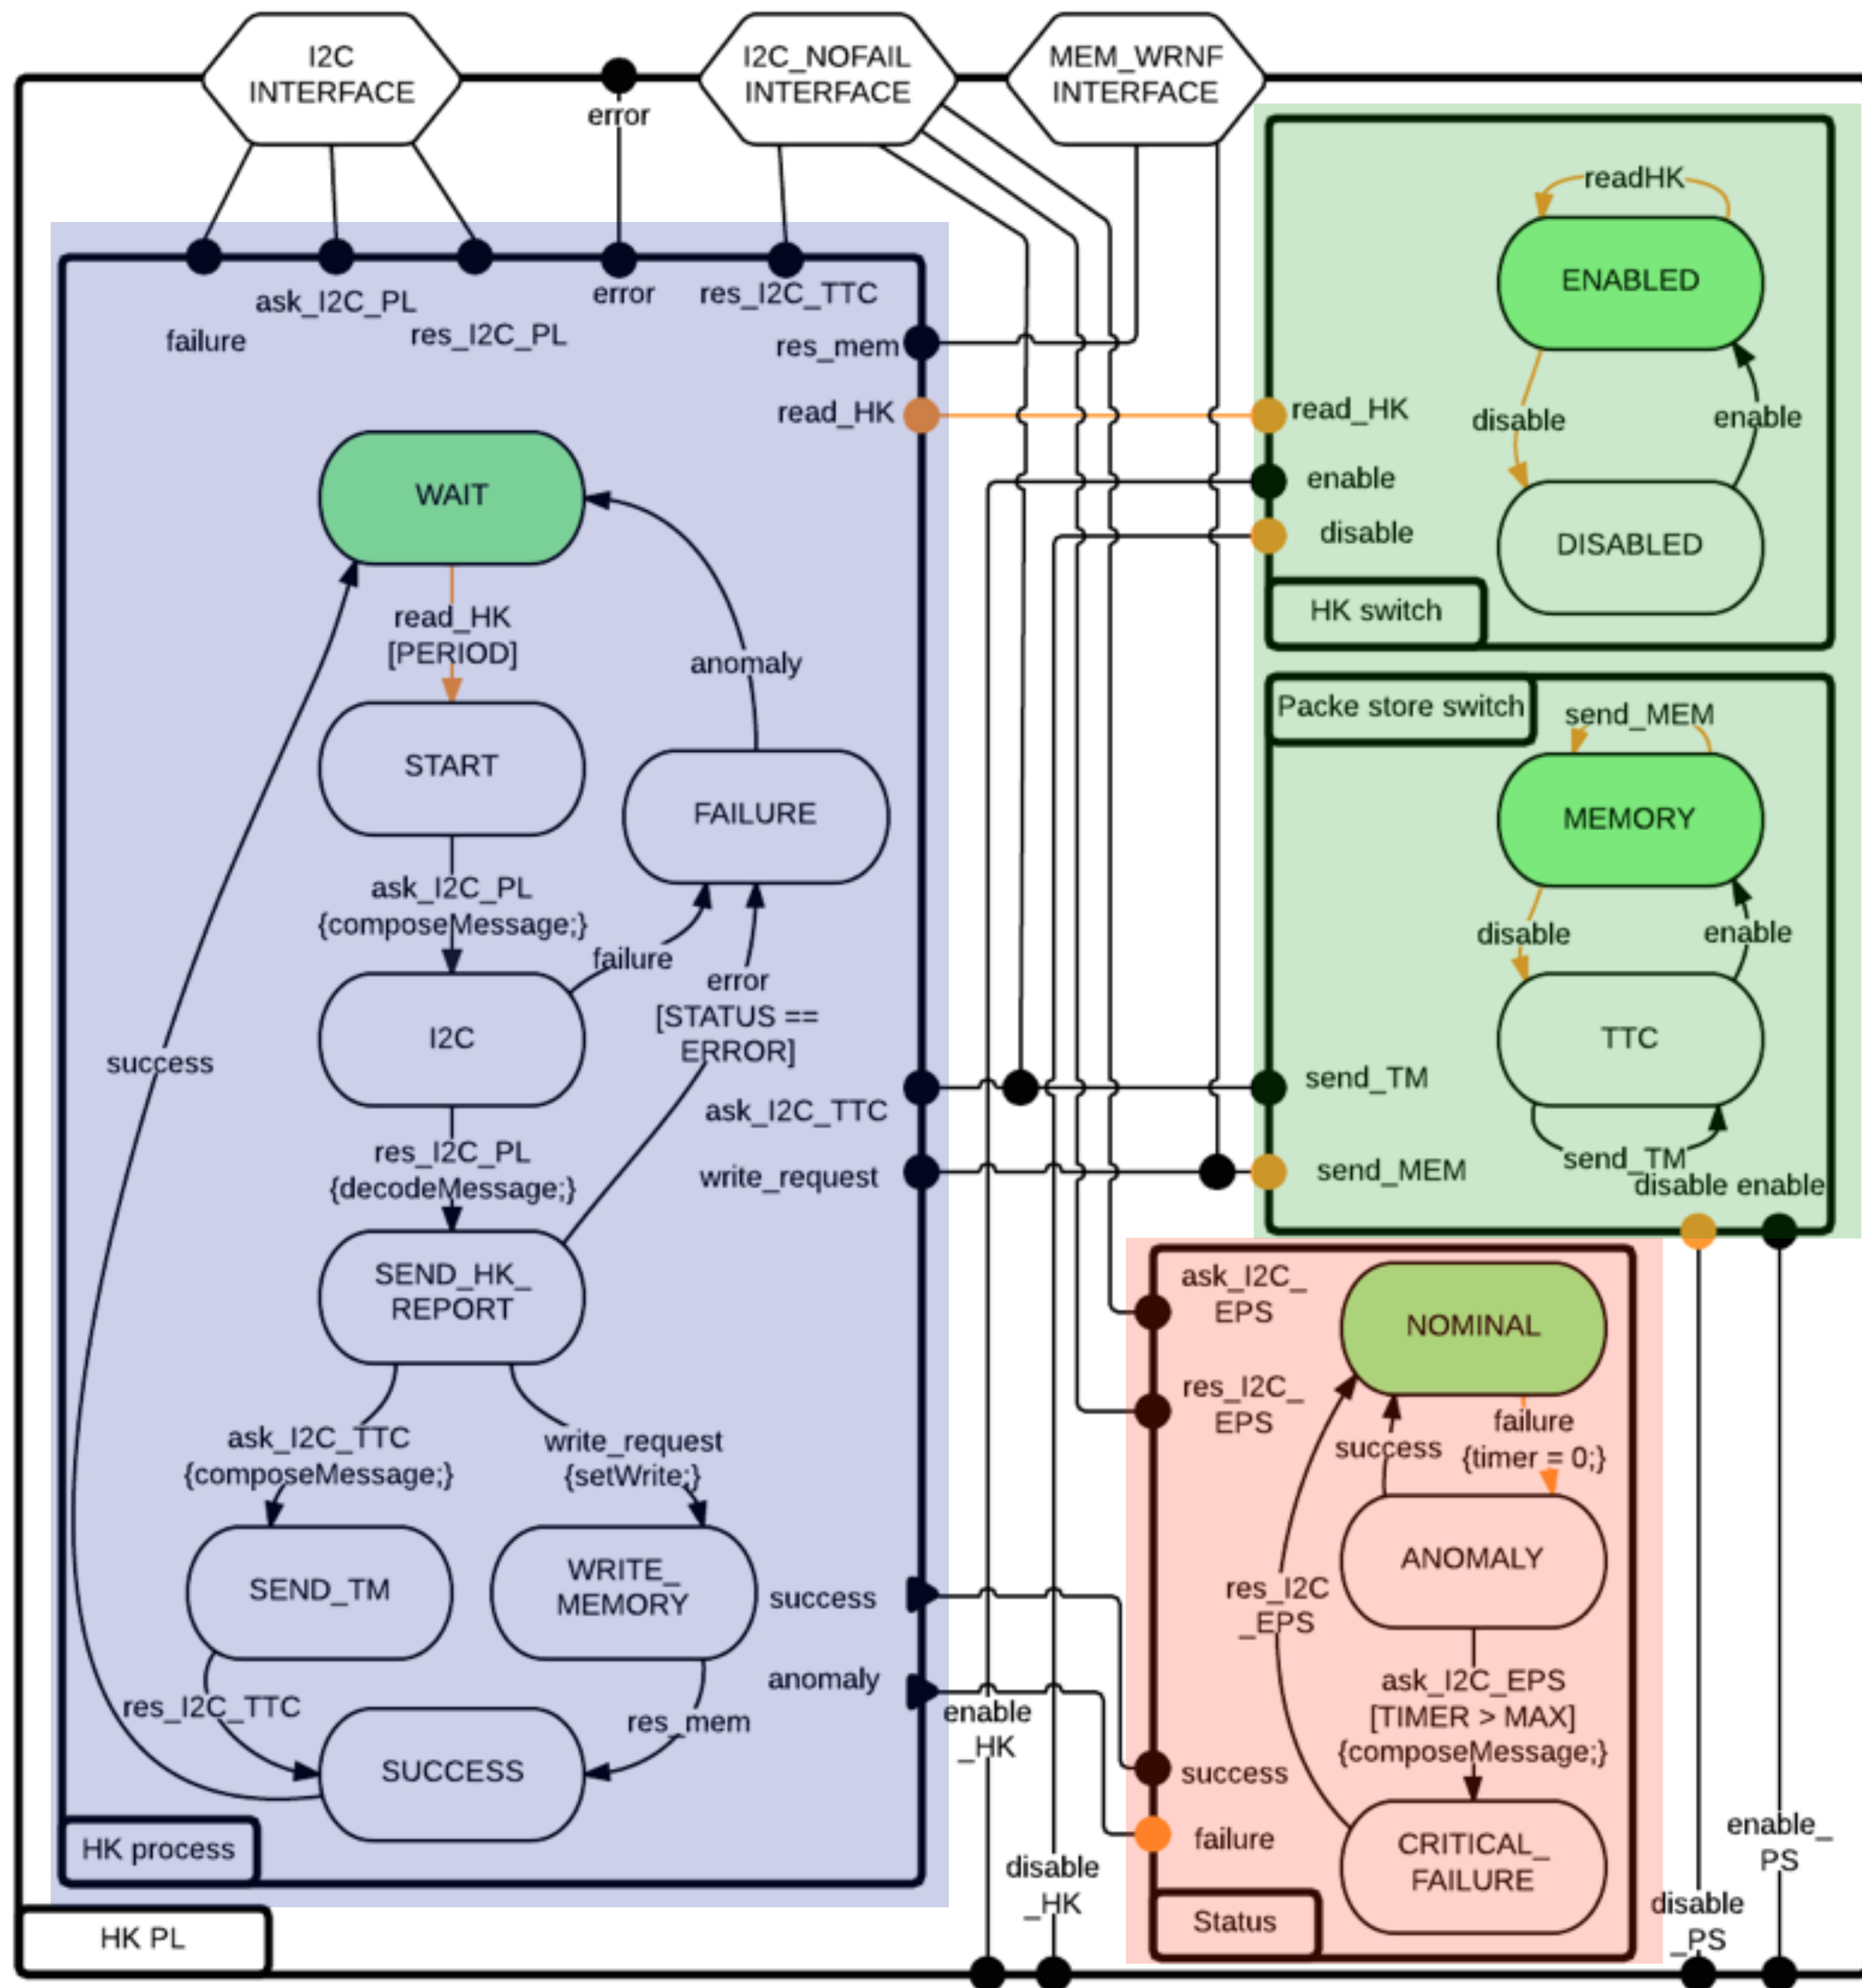 I2C
INTERFACE
error
I2C_NOFAIL
INTERFACE
MEM_WRNF
INTERFACE
failure
ask_I2C_PL
res_I2C_PL
error
res_I2C_TTC
res_mem
read_HK
WAIT
read_HK
[PERIOD]
anomaly
START
FAILURE
ask_I2C_PL
{composeMessage;}
failure
error
[STATUS ==
ERROR]
I2C
success
ask_I2C_TTC
res_I2C_PL
{decodeMessage;}
write_request
SEND_HK_
REPORT
ask_I2C_TTC
{composeMessage;}
write_request
{setWrite;}
SEND_TM
WRITE_
MEMORY
success
anomaly
res_I2C_TTC
res_mem
SUCCESS
HK process
HK PL
readHK
ENABLED
read_HK
disable
enable
enable
disable
DISABLED
HK switch
Packe store switch
send_MEM
MEMORY
disable
enable
TTC
send_TM
send_TM
send_MEM
disable enable
ask_I2C_
EPS
NOMINAL
res_I2C_
EPS
failure
{timer = 0;}
success
ANOMALY
res_I2C
_EPS
ask_I2C_EPS
[TIMER > MAX]
{composeMessage;}
success
failure
CRITICAL_
FAILURE
Status
enable
_HK
disable
_HK
disable
_PS
enable_
PS